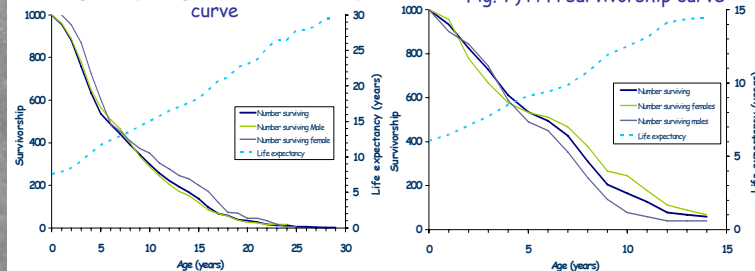 curve
survivorship curve
1000
800
600
400
200
0
Survivorship
0
5
10
15
20
25
30
Age (years)
30
25
20
15
10
5
0
Life expectancy (years)
Number surviving
Number surviving Male
Number surviving female
Life expectancy
1000
800
600
400
200
0
Survivorship
0
5
10
15
Age (years)
15
10
5
0
Life expectancy (years)
Number surviving
Number surviving females
Number surviving males
Life expectancy